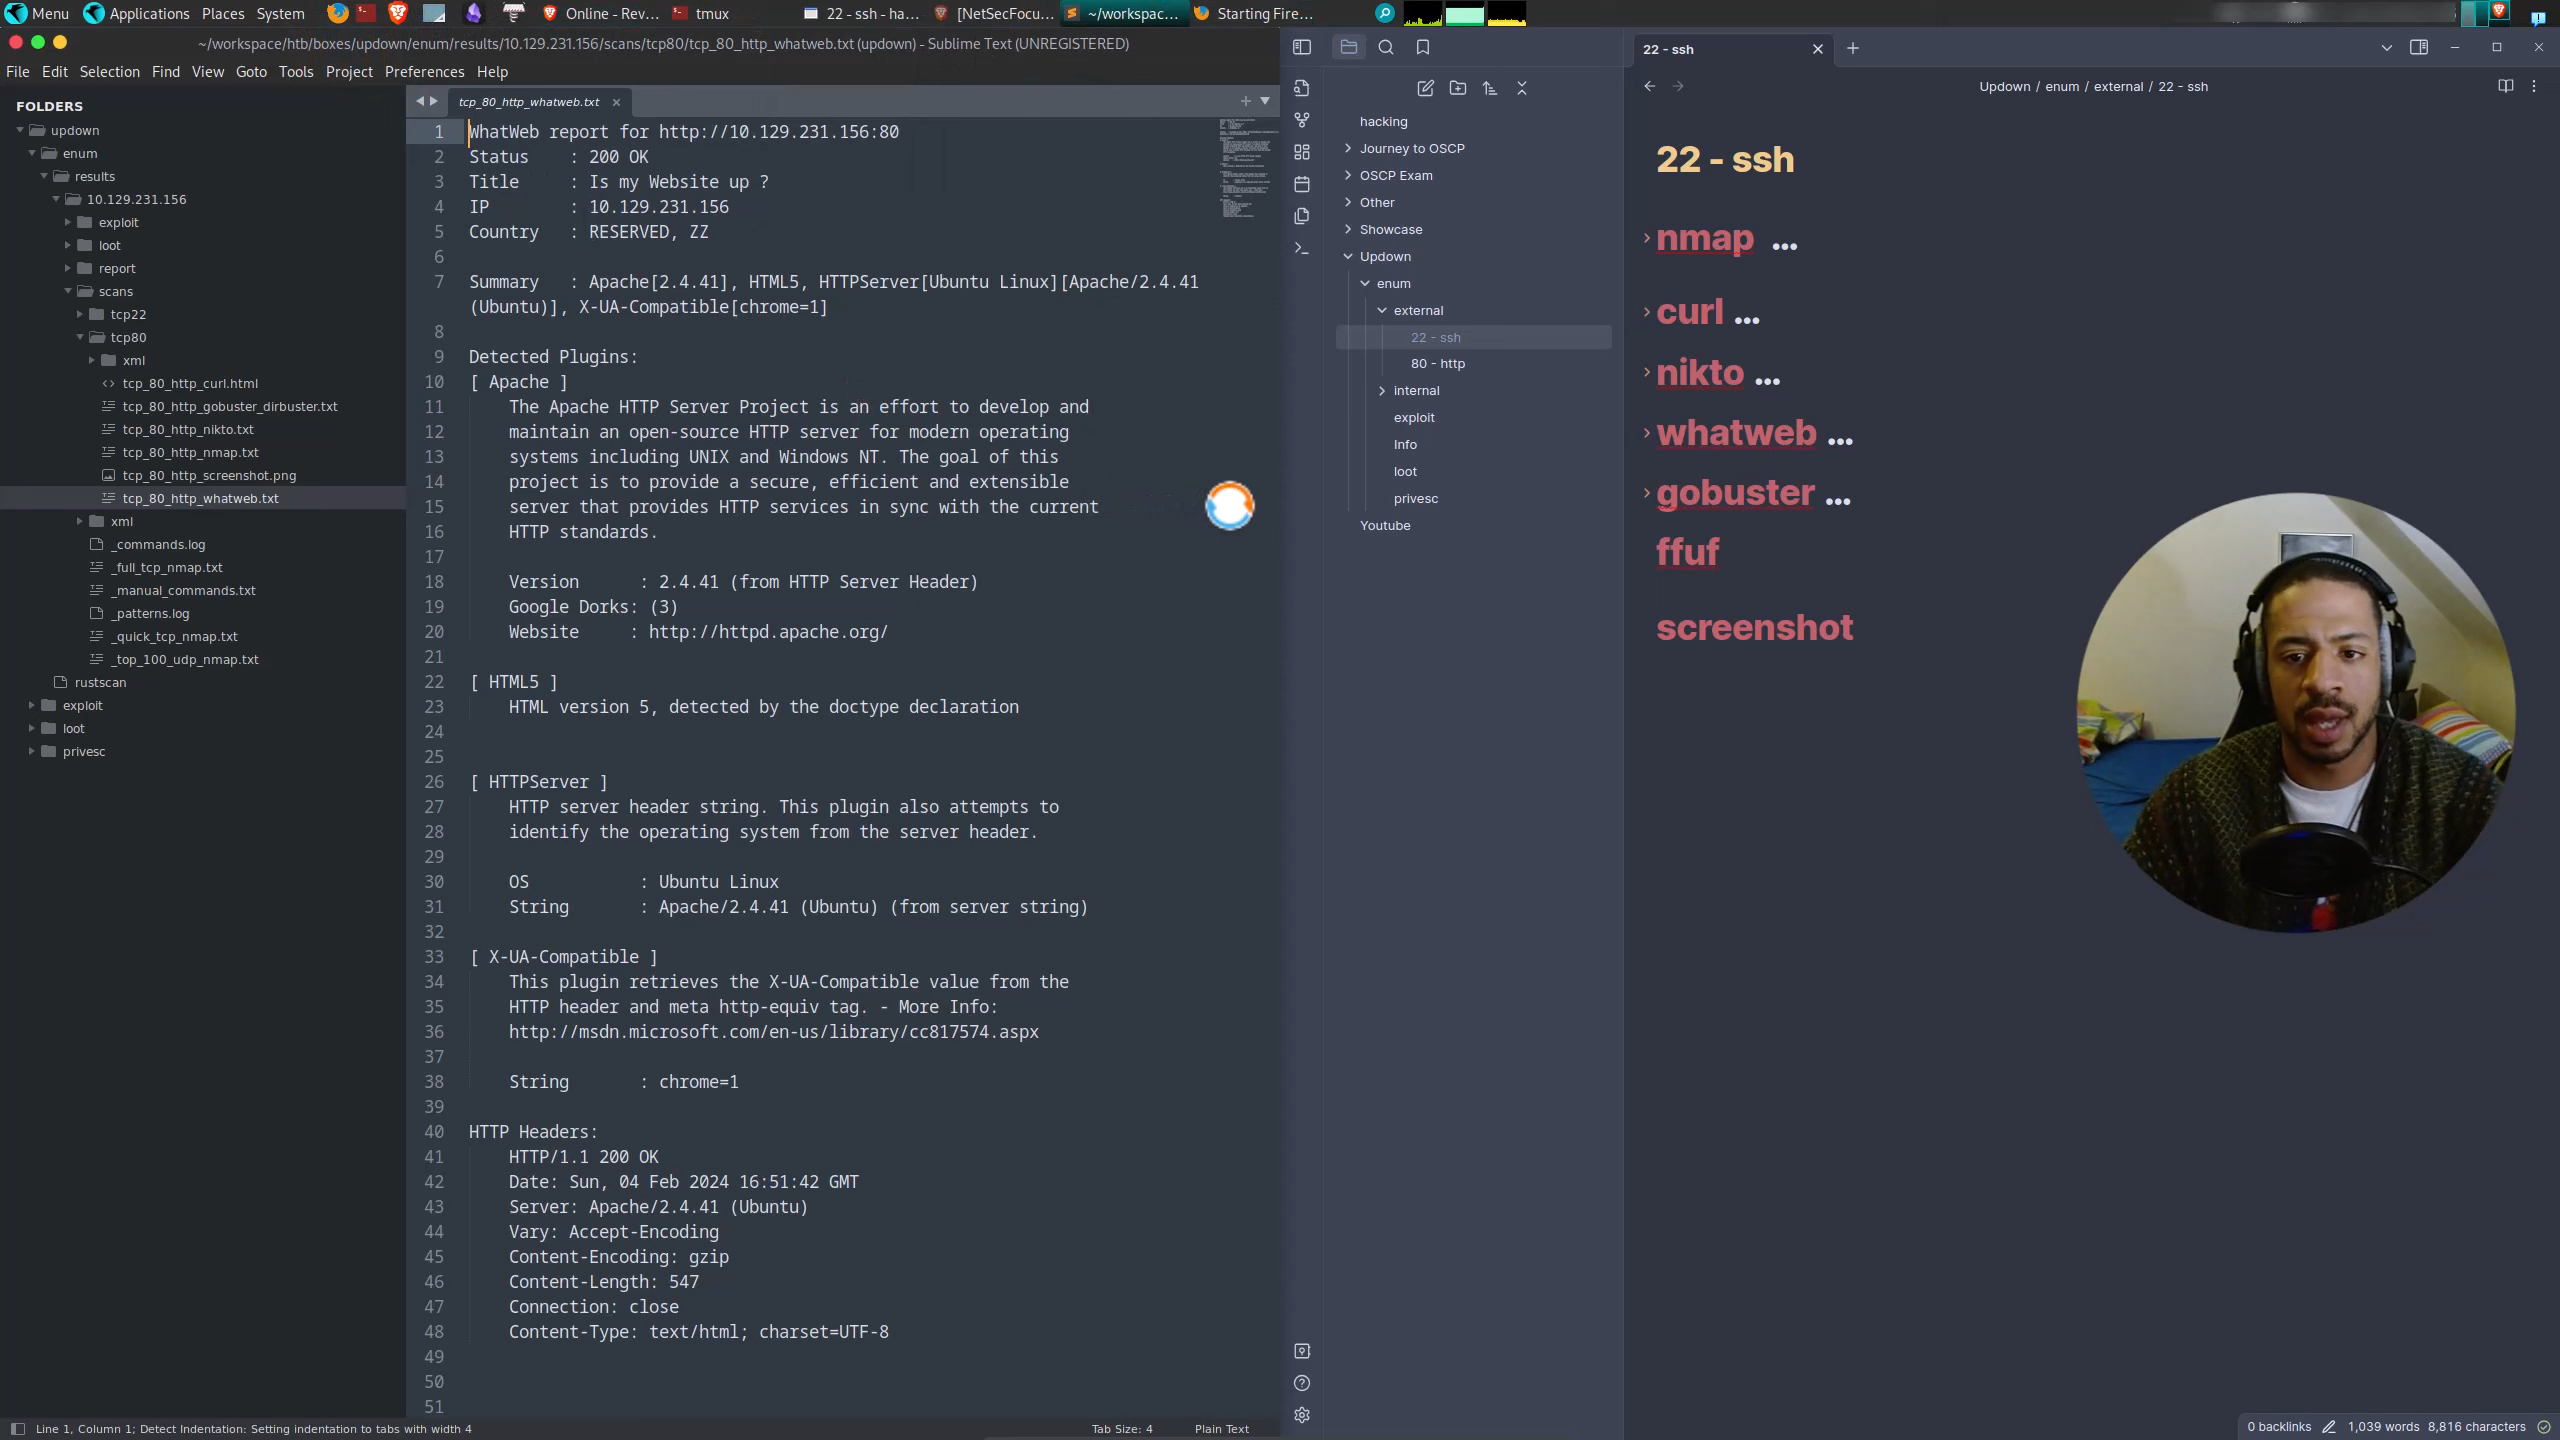 Menu Applications Places System Online - Rev... tmux 22 - ssh - ha... [NetSecFocu... ~/workspac... Starting Fire...
~/workspace/htb/boxes/updown/enum/results/10.129.231.156/scans/tcp80/tcp_80_http_whatweb.txt (updown) - Sublime Text (UNREGISTERED)
File Edit Selection Find View Goto Tools Project Preferences Help
FOLDERS
updown
enum
results
10.129.231.156
exploit
loot
report
scans
tcp22
tcp80
xml
tcp_80_http_curl.html
tcp_80_http_gobuster_dirbuster.txt
tcp_80_http_nikto.txt
tcp_80_http_nmap.txt
tcp_80_http_screenshot.png
tcp_80_http_whatweb.txt
xml
_commands.log
_full_tcp_nmap.txt
_manual_commands.txt
_patterns.log
_quick_tcp_nmap.txt
_top_100_udp_nmap.txt
rustscan
exploit
loot
privesc
tcp_80_http_whatweb.txt
1 WhatWeb report for http://10.129.231.156:80
2 Status : 200 OK
3 Title : Is my Website up ?
4 IP : 10.129.231.156
5 Country : RESERVED, ZZ
6
7 Summary : Apache[2.4.41], HTML5, HTTPServer[Ubuntu Linux][Apache/2.4.41
(Ubuntu)], X-UA-Compatible[chrome=1]
8
9 Detected Plugins:
10 [ Apache ]
11 The Apache HTTP Server Project is an effort to develop and
12 maintain an open-source HTTP server for modern operating
13 systems including UNIX and Windows NT. The goal of this
14 project is to provide a secure, efficient and extensible
15 server that provides HTTP services in sync with the current
16 HTTP standards.
17
18 Version : 2.4.41 (from HTTP Server Header)
19 Google Dorks: (3)
20 Website : http://httpd.apache.org/
21
22 [ HTML5 ]
23 HTML version 5, detected by the doctype declaration
24
25
26 [ HTTPServer ]
27 HTTP server header string. This plugin also attempts to
28 identify the operating system from the server header.
29
30 OS : Ubuntu Linux
31 String : Apache/2.4.41 (Ubuntu) (from server string)
32
33 [ X-UA-Compatible ]
34 This plugin retrieves the X-UA-Compatible value from the
35 HTTP header and meta http-equiv tag. - More Info:
36 http://msdn.microsoft.com/en-us/library/cc817574.aspx
37
38 String : chrome=1
39
40 HTTP Headers:
41 HTTP/1.1 200 OK
42 Date: Sun, 04 Feb 2024 16:51:42 GMT
43 Server: Apache/2.4.41 (Ubuntu)
44 Vary: Accept-Encoding
45 Content-Encoding: gzip
46 Content-Length: 547
47 Connection: close
48 Content-Type: text/html; charset=UTF-8
49
50
51
Line 1, Column 1; Detect Indentation: Setting indentation to tabs with width 4 Tab Size: 4 Plain Text
hacking
Journey to OSCP
OSCP Exam
Other
Showcase
Updown
enum
external
22 - ssh
80 - http
internal
exploit
Info
loot
privesc
Youtube
22 - ssh
Updown / enum / external / 22 - ssh
22 - ssh
nmap ...
curl ...
nikto ...
whatweb ...
gobuster ...
ffuf
screenshot
0 backlinks 1,039 words 8,816 characters